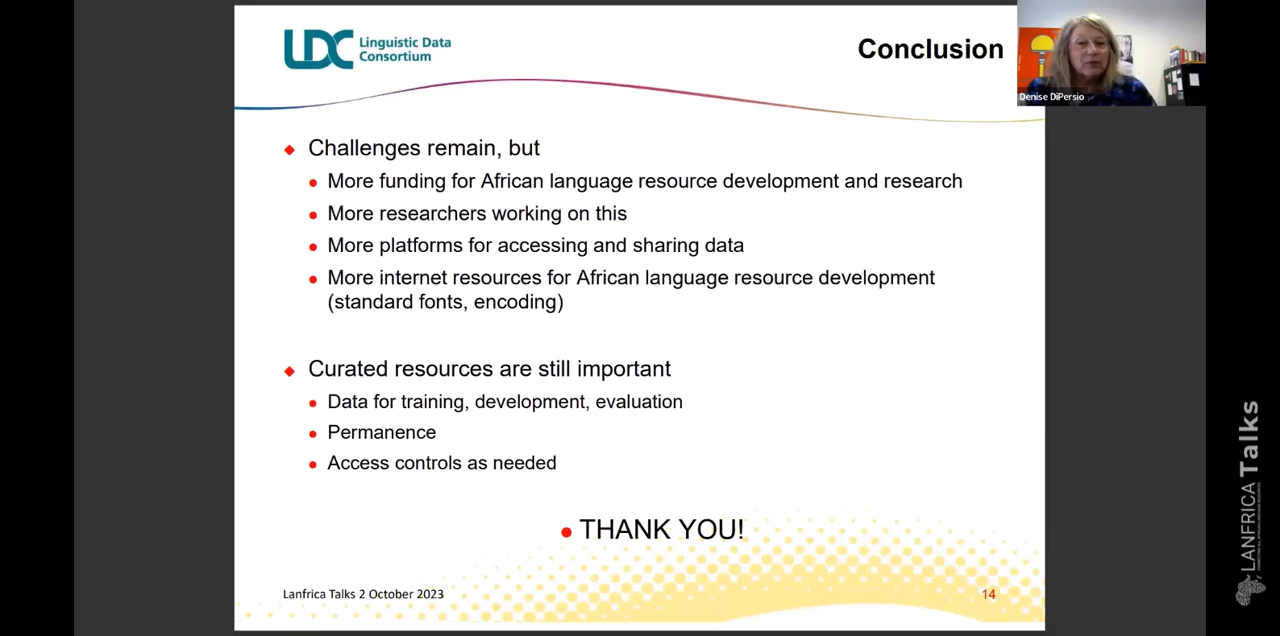 LDC Linguistic Data
Consortium
Conclusion
Denise DiPersio
Challenges remain, but
More funding for African language resource development and research
More researchers working on this
More platforms for accessing and sharing data
More internet resources for African language resource development
(standard fonts, encoding)
Curated resources are still important
Data for training, development, evaluation
Permanence
Access controls as needed
THANK YOU!
Lanfrica Talks 2 October 2023
14
LANFRICA Talks